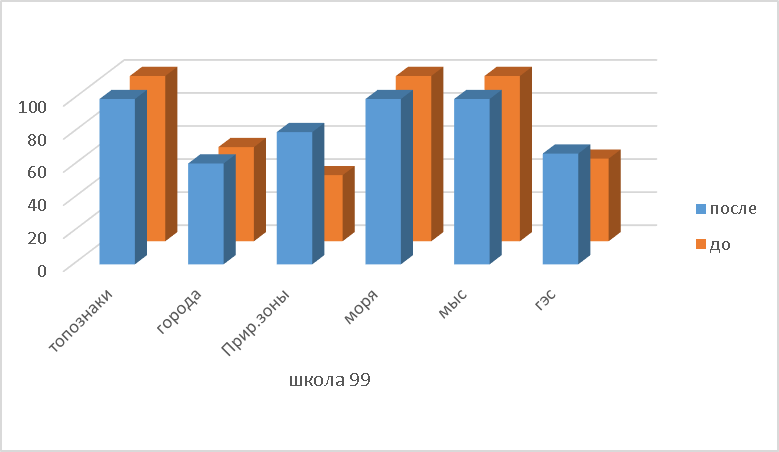 100
80
60
40
20
0
топознаки
города
Прир.зоны
моря
мыс
гэс
школа 99
после
до